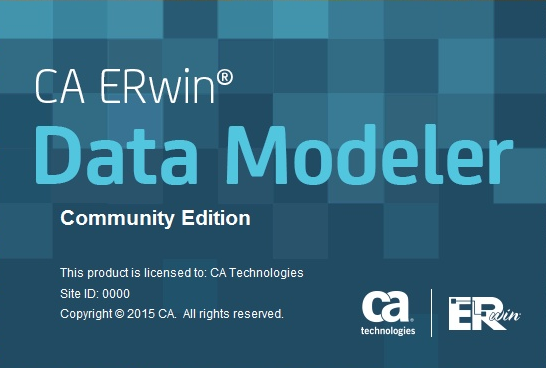 CA ERwin®
Data Modeler
Community Edition
This product is licensed to: CA Technologies
Site ID: 0000
Copyright © 2015 CA.  All rights reserved.
ca
technologies
ERwin